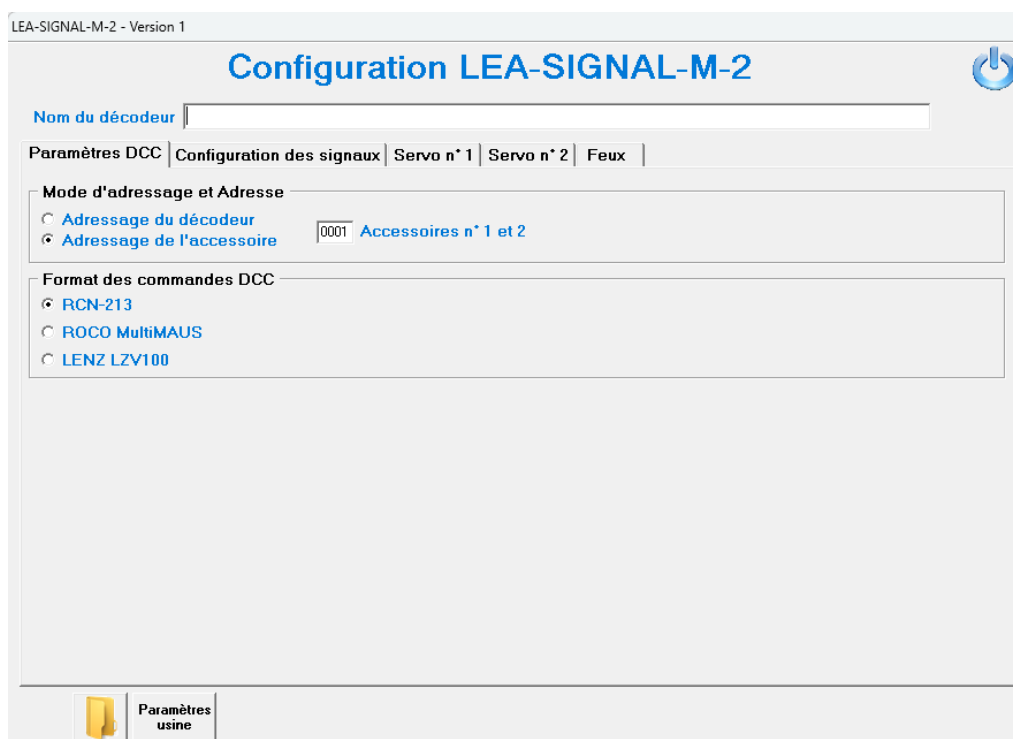 LEA-SIGNAL-M-2 - Version 1
Configuration LEA-SIGNAL-M-2
Nom du décodeur
Paramètres DCC Configuration des signaux Servo n° 1 Servo n° 2 Feux
Mode d'adressage et Adresse
Adressage du décodeur
Adressage de l'accessoire
0001 Accessoires n° 1 et 2
Format des commandes DCC
RCN-213
ROCO MultiMAUS
LENZ LZV100
Paramètres
usine